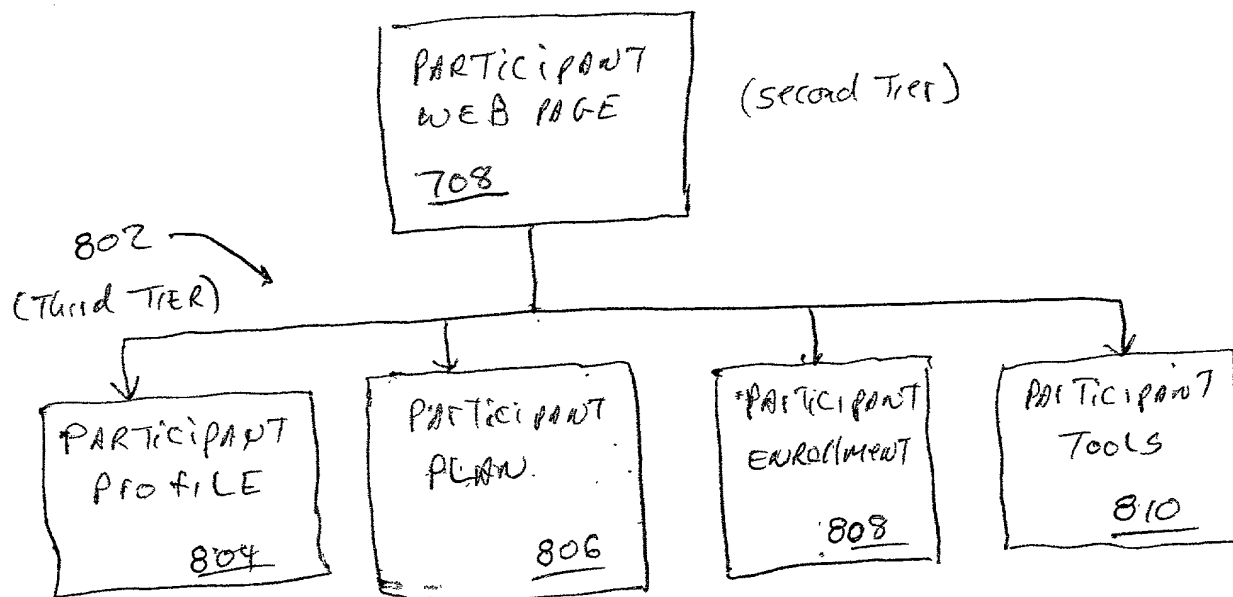 PARTICIPANT
WEB PAGE
708
(second Tier)
802
(Third TIER)
PARTICIPANT
PrOfiLE
804
PARTICIPANT
PLAN.
806
PARTICIPANT
ENROllMENT
808
PARTICIPANT
TOOLS
810